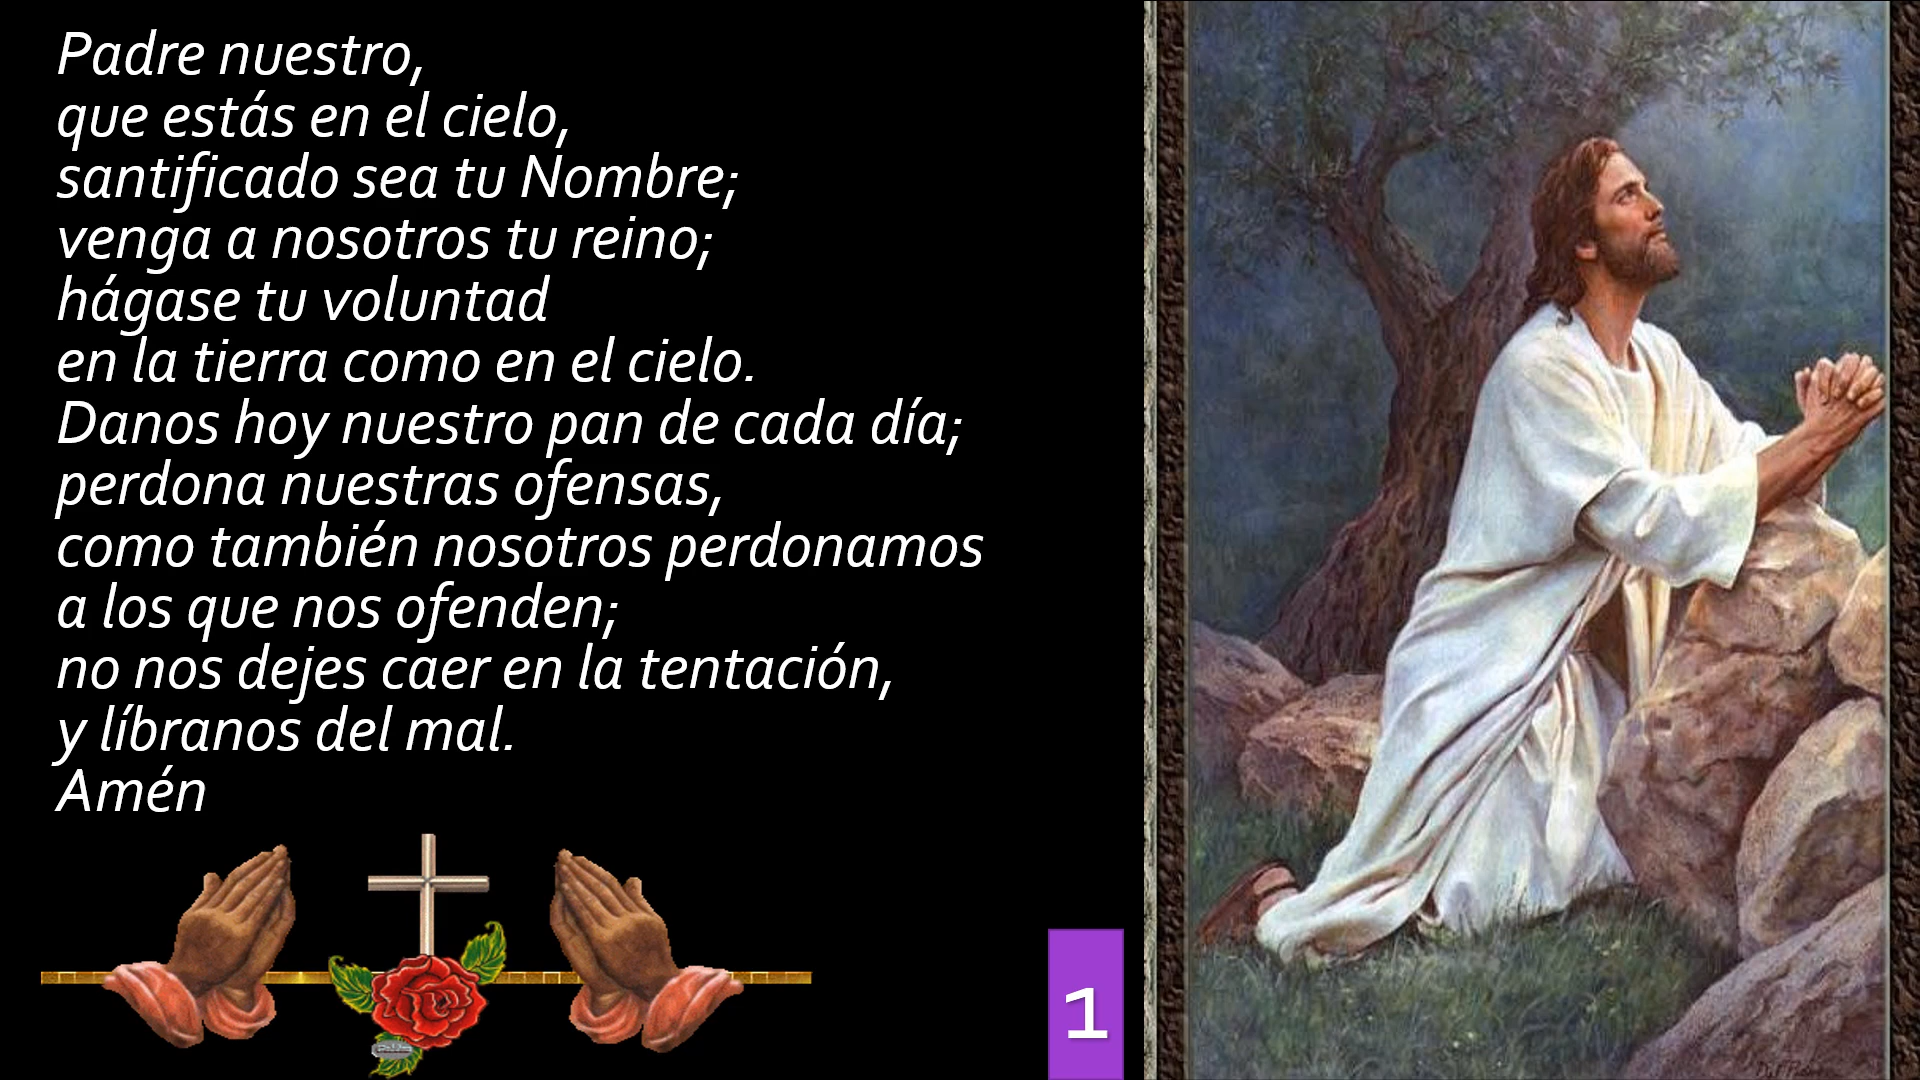 Padre nuestro,
que estás en el cielo,
santificado sea tu Nombre;
venga a nosotros tu reino;
hágase tu voluntad
en la tierra como en el cielo.
Danos hoy nuestro pan de cada día;
perdona nuestras ofensas,
como también nosotros perdonamos
a los que nos ofenden;
no nos dejes caer en la tentación,
y líbranos del mal.
Amén
1